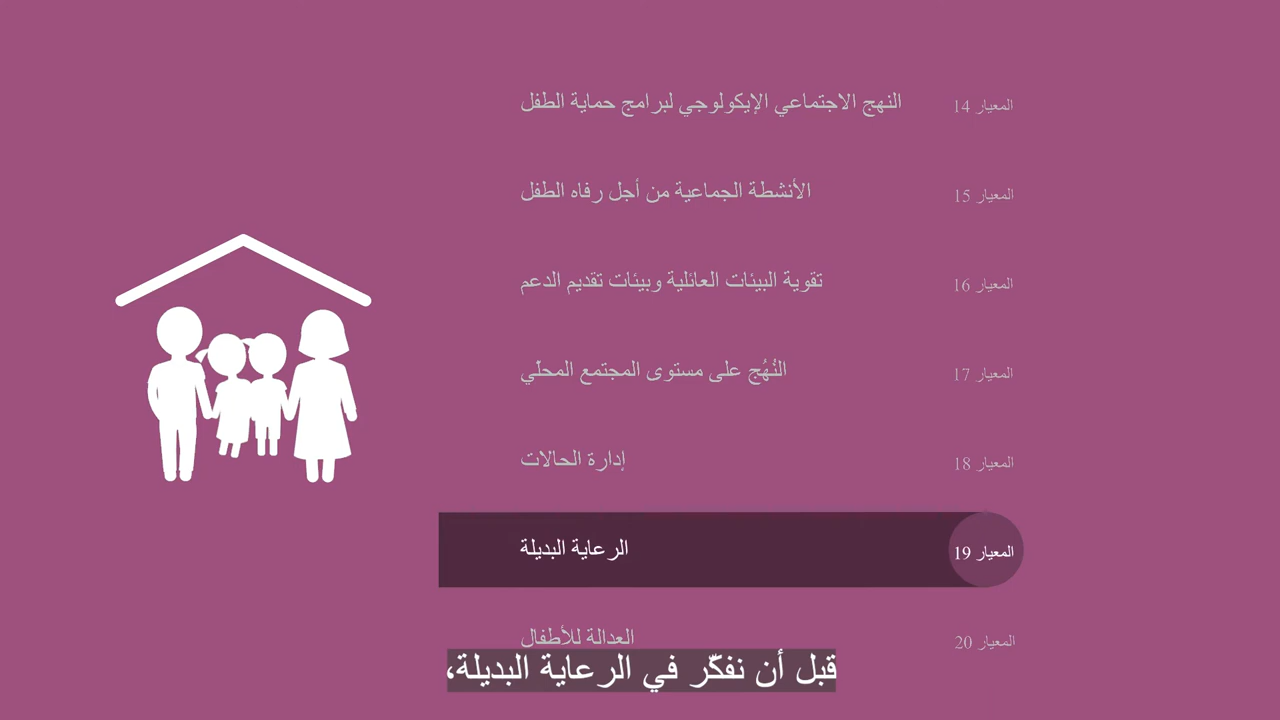 المعيار 14 النهج الاجتماعي الإيكولوجي لبرامج حماية الطفل
المعيار 15 الأنشطة الجماعية من أجل رفاه الطفل
المعيار 16 تقوية البيئات العائلية وبيئات تقديم الدعم
المعيار 17 النُهُج على مستوى المجتمع المحلّي
المعيار 18 إدارة الحالات
المعيار 19 الرعاية البديلة
المعيار 20 العدالة للأطفال
قبل أن نفكّر في الرعاية البديلة،